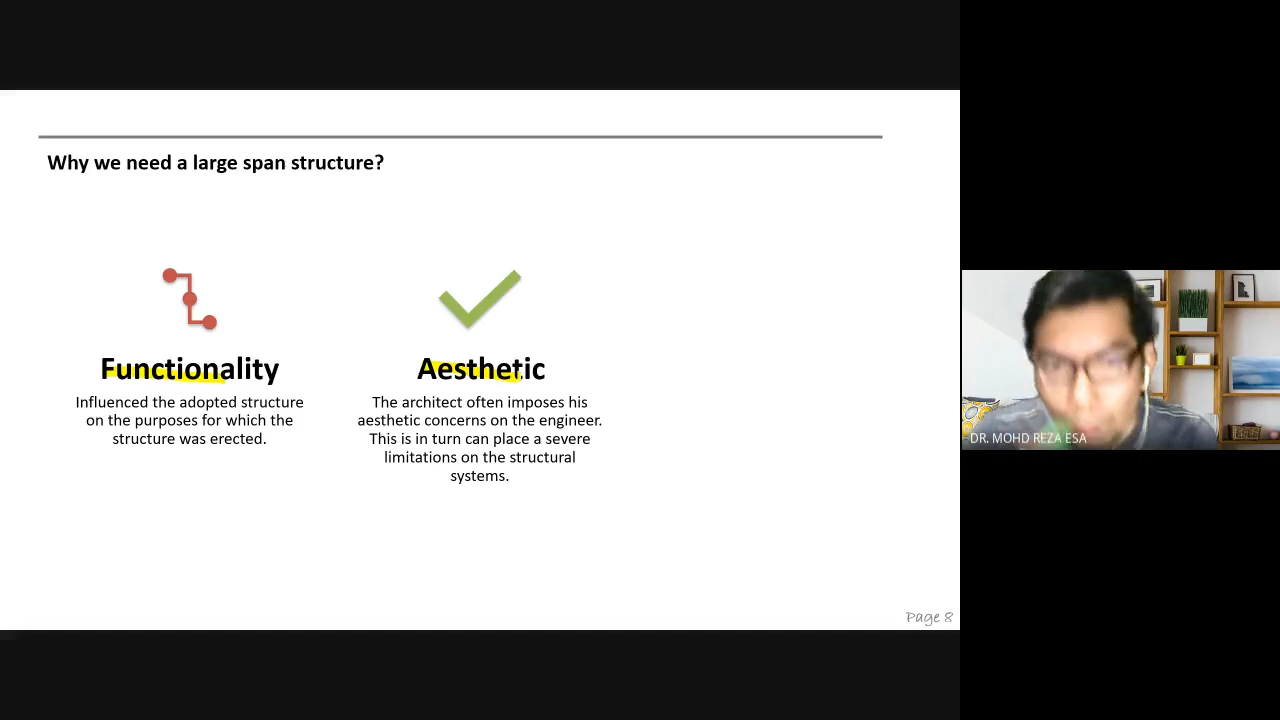 Why we need a large span structure?
Functionality
Influenced the adopted structure
on the purposes for which the
structure was erected.
Aesthetic
The architect often imposes his
aesthetic concerns on the engineer.
This is in turn can place a severe
limitations on the structural
systems.
Page 8
DR. MOHD REZA ESA